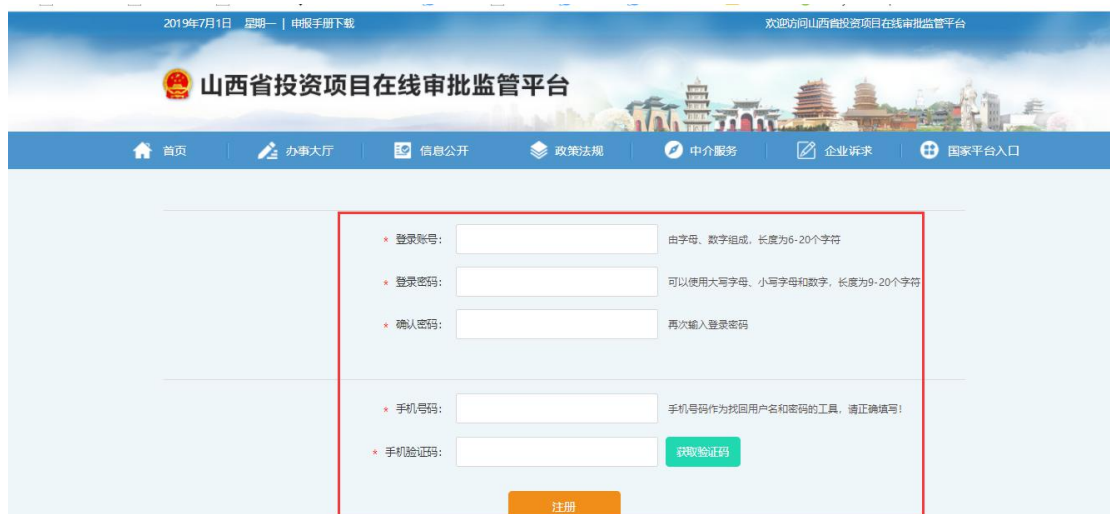 2019年7月1日 星期一 | 申报手册下载 欢迎访问山西省投资项目在线审批监管平台
山西省投资项目在线审批监管平台
首页 办事大厅 信息公开 政策法规 中介服务 企业诉求 国家平台入口
* 登录账号: 由字母、数字组成，长度为6-20个字符
* 登录密码: 可以使用大写字母、小写字母和数字，长度为9-20个字符
* 确认密码: 再次输入登录密码
* 手机号码: 手机号码作为找回用户名和密码的工具，请正确填写!
* 手机验证码: 获取验证码
注册